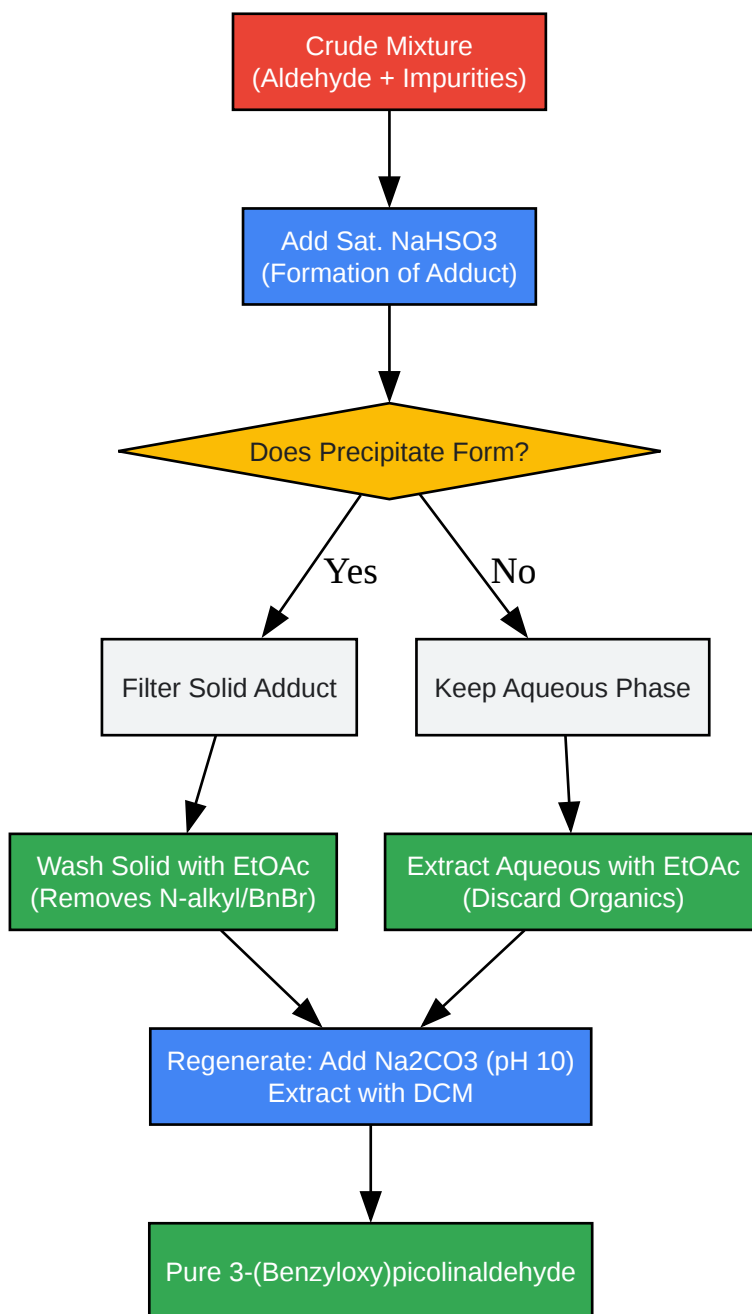 Crude Mixture
(Aldehyde + Impurities)
Add Sat. NaHSO3
(Formation of Adduct)
Does Precipitate Form?
Yes
No
Filter Solid Adduct
Keep Aqueous Phase
Wash Solid with EtOAc
(Removes N-alkyl/BnBr)
Extract Aqueous with EtOAc
(Discard Organics)
Regenerate: Add Na2CO3 (pH 10)
Extract with DCM
Pure 3-(Benzyloxy)picolinaldehyde